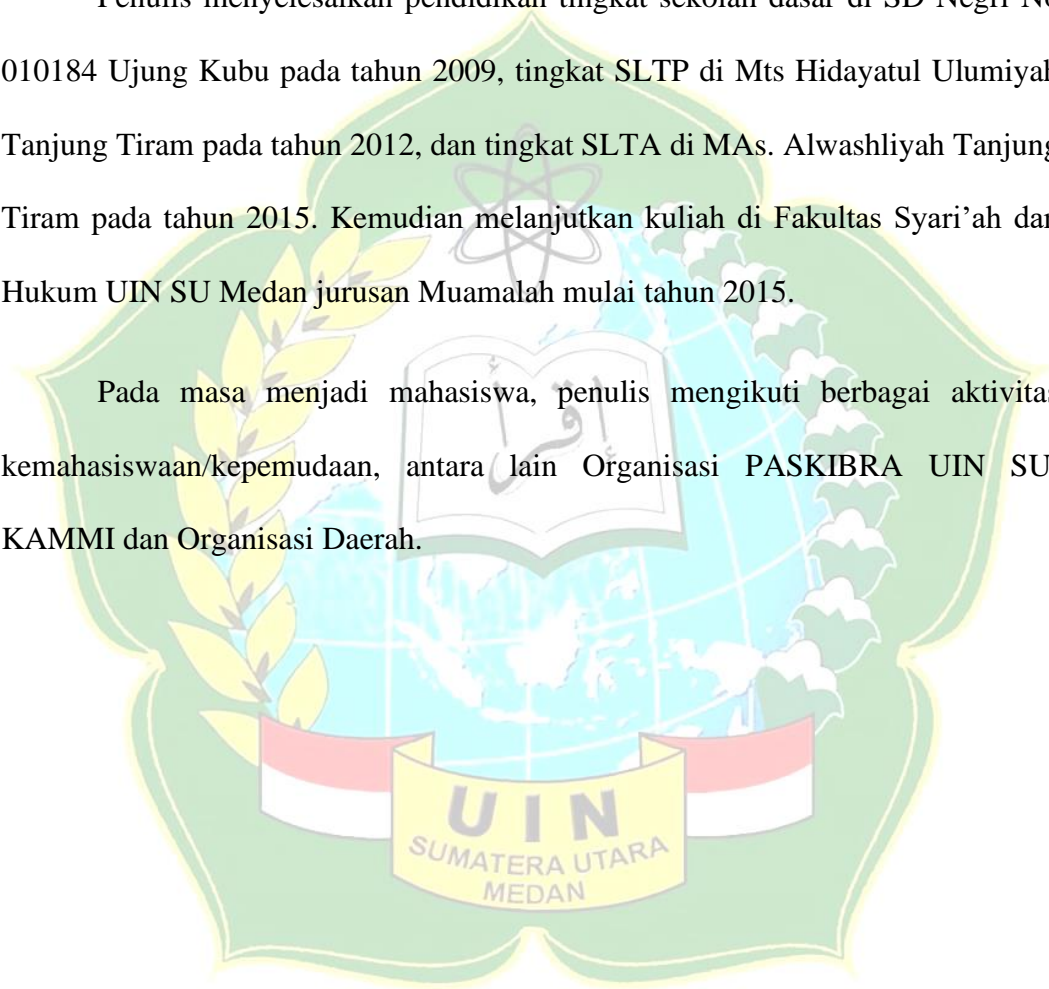 Penulis menyelesaikan pendidikan tingkat sekolah dasar di SD Negri No
010184 Ujung Kubu pada tahun 2009, tingkat SLTP di Mts Hidayatul Ulumiyah
Tanjung Tiram pada tahun 2012, dan tingkat SLTA di MAs. Alwashliyah Tanjung
Tiram pada tahun 2015. Kemudian melanjutkan kuliah di Fakultas Syari’ah dan
Hukum UIN SU Medan jurusan Muamalah mulai tahun 2015.
Pada masa menjadi mahasiswa, penulis mengikuti berbagai aktivitas
kemahasiswaan/kepemudaan, antara lain Organisasi PASKIBRA UIN SU
KAMMI dan Organisasi Daerah.
إقرأ
UIN
SUMATERA UTARA
MEDAN